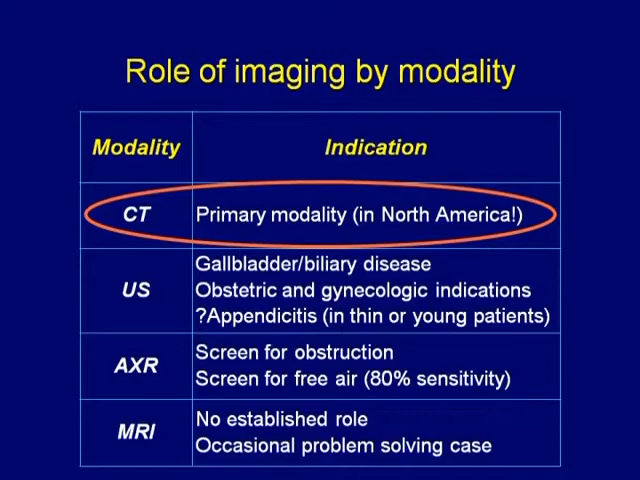 Role of imaging by modality
Modality Indication
CT Primary modality (in North America!)
Gallbladder/biliary disease
US Obstetric and gynecologic indications
?Appendicitis (in thin or young patients)
Screen for obstruction
AXR
Screen for free air (80% sensitivity)
No established role
MRI
Occasional problem solving case